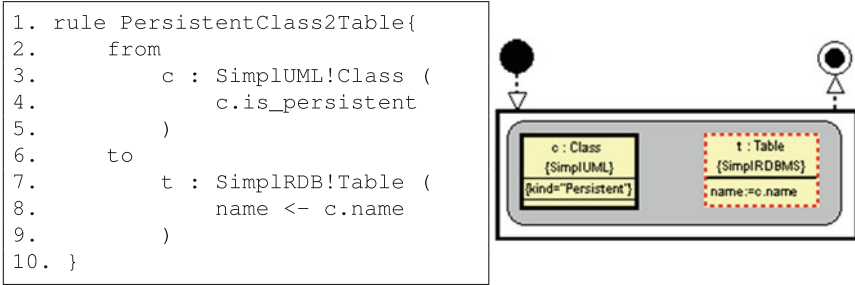 1. rule PersistentClass2Table{
2.     from
3.         c : SimplUML!Class (
4.             c.is_persistent
5.         )
6.     to
7.         t : SimplRDB!Table (
8.             name <- c.name
9.         )
10. }
c : Class
{SimplUML}
{kind="Persistent"}
t : Table
{SimplRDBMS}
name:=c.name